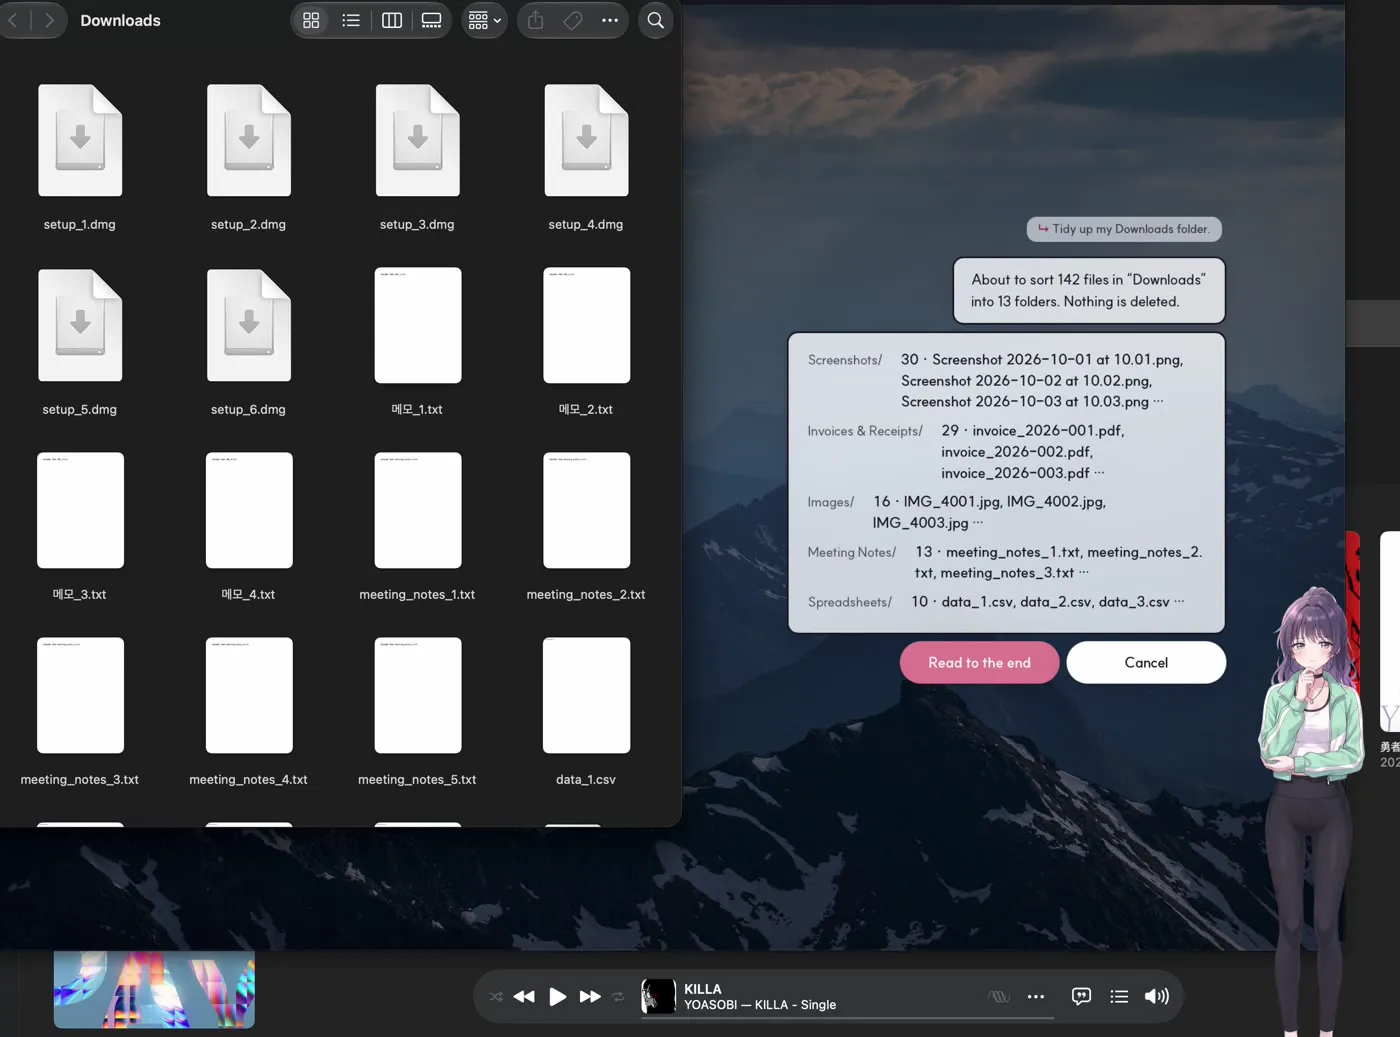 Downloads
setup_1.dmg
setup_2.dmg
setup_3.dmg
setup_4.dmg
setup_5.dmg
setup_6.dmg
메모_1.txt
메모_2.txt
메모_3.txt
메모_4.txt
meeting_notes_1.txt
meeting_notes_2.txt
meeting_notes_3.txt
meeting_notes_4.txt
meeting_notes_5.txt
data_1.csv
Tidy up my Downloads folder.
About to sort 142 files in “Downloads”
into 13 folders. Nothing is deleted.
Screenshots/ 30 · Screenshot 2026-10-01 at 10.01.png,
Screenshot 2026-10-02 at 10.02.png,
Screenshot 2026-10-03 at 10.03.png ···
Invoices & Receipts/ 29 · invoice_2026-001.pdf,
invoice_2026-002.pdf,
invoice_2026-003.pdf ···
Images/ 16 · IMG_4001.jpg, IMG_4002.jpg,
IMG_4003.jpg ···
Meeting Notes/ 13 · meeting_notes_1.txt, meeting_notes_2.
txt, meeting_notes_3.txt ···
Spreadsheets/ 10 · data_1.csv, data_2.csv, data_3.csv ···
Read to the end
Cancel
勇者
KILLA
YOASOBI — KILLA - Single